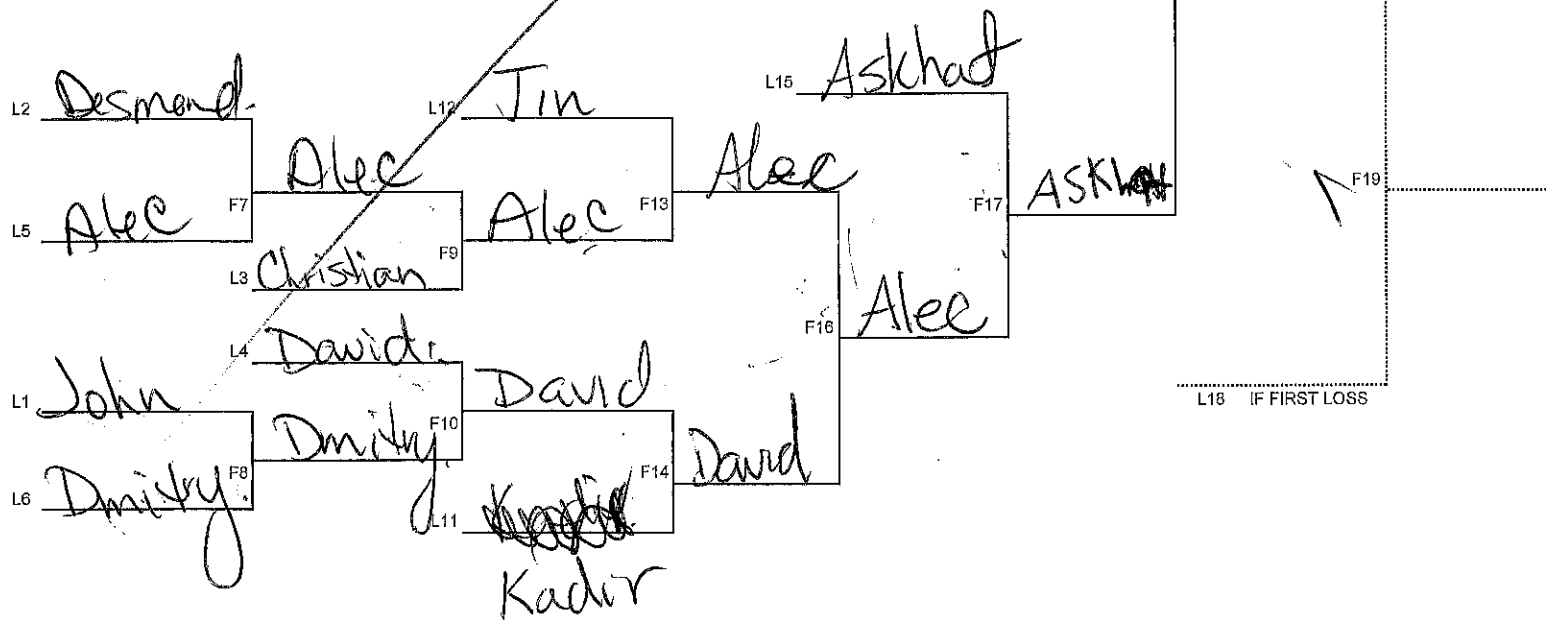 L15 Askhat
L2 Desmond.
L12 Jin
Alec
Alec
F7
F13
F17
Askhat
F19
L5 Alec
Alec
F9
L3 Christian
Alec
F16
L4 David.
David
L18 IF FIRST LOSS
L1 John
F10
Dmitry.
David
F8
F14
L6 Dmitry.
L11
Kadir